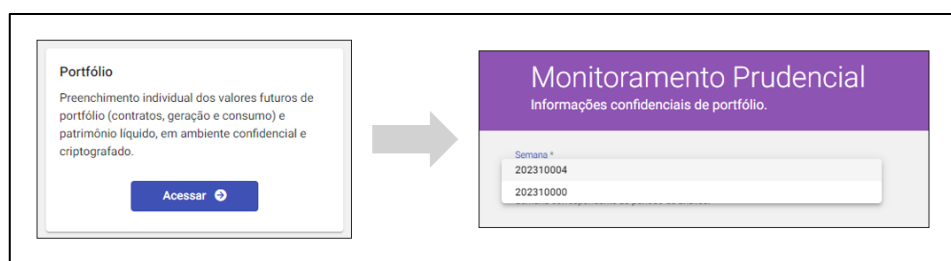 Portfólio
Preenchimento individual dos valores futuros de
portfólio (contratos, geração e consumo) e
patrimônio líquido, em ambiente confidencial e
criptografado.
Acessar
Monitoramento Prudencial
Informações confidenciais de portfólio.
Semana *
202310004
202310000